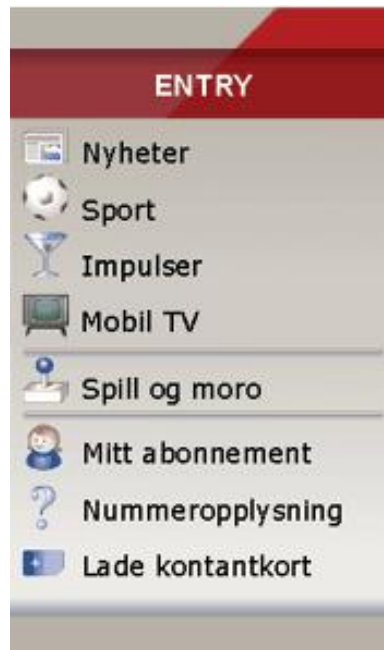 ENTRY
Nyheter
Sport
Impulser
Mobil TV
Spill og moro
Mitt abonnement
Nummeropplysning
Lade kontantkort